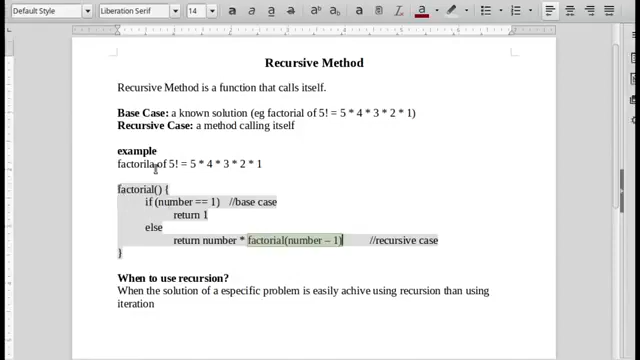 Default Style
Liberation Serif
14
Recursive Method
Recursive Method is a function that calls itself.
Base Case: a known solution (eg factorial of 5! = 5 * 4 * 3 * 2 * 1)
Recursive Case: a method calling itself
example
factorila of 5! = 5 * 4 * 3 * 2 * 1
factorial() {
if (number == 1) //base case
return 1
else
return number * factorial(number – 1) //recursive case
}
When to use recursion?
When the solution of a especific problem is easily achive using recursion than using
iteration